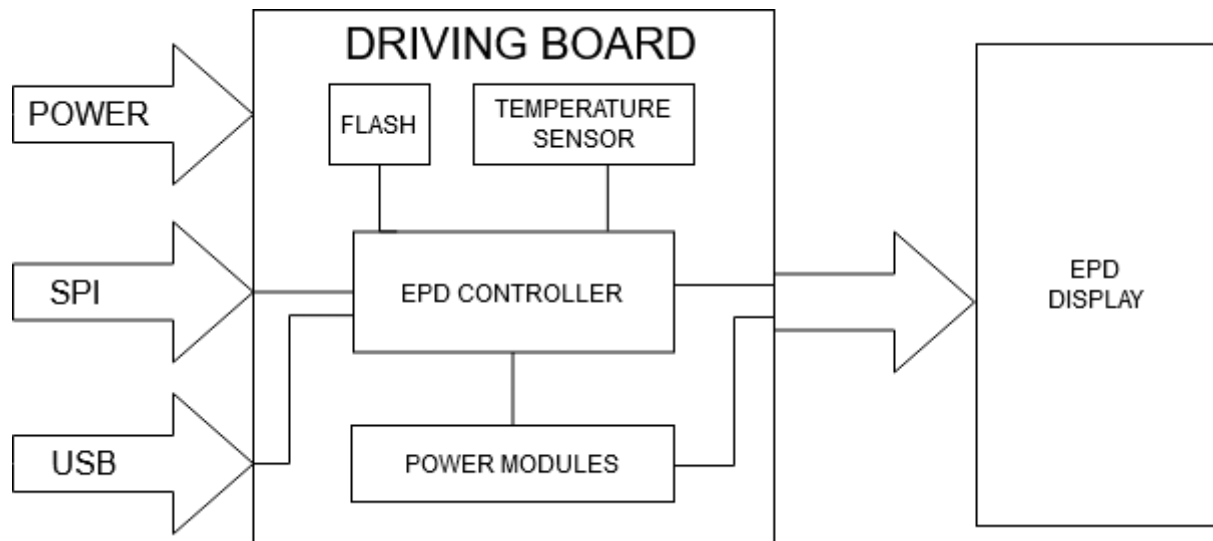 DRIVING BOARD
POWER
FLASH
TEMPERATURE
SENSOR
SPI
EPD CONTROLLER
EPD
DISPLAY
USB
POWER MODULES